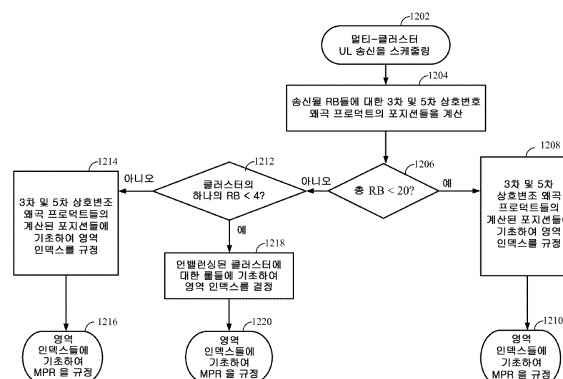 1202
멀티-클러스터
UL 송신을 스케줄링
1204
송신될 RB들에 대한 3차 및 5차 상호변호
왜곡 프로덕트의 포지션들을 계산
1206
총 RB < 20?
예
아니오
1208
3차 및 5차
상호변조 왜곡
프로덕트들의
계산된 포지션들에
기초하여 영역
인덱스를 규정
1210
영역
인덱스들에
기초하여
MPR 을 규정
1212
클러스터의
하나의 RB < 4?
아니오
예
1214
3차 및 5차 상호변조
왜곡 프로덕트들의
계산된 포지션들에
기초하여 영역
인덱스를 규정
1216
영역
인덱스들에
기초하여
MPR 을 규정
1218
언밸런싱된 클러스터에
대한 룰들에 기초하여
영역 인덱스를 결정
1220
영역
인덱스들에
기초하여
MPR 을 규정